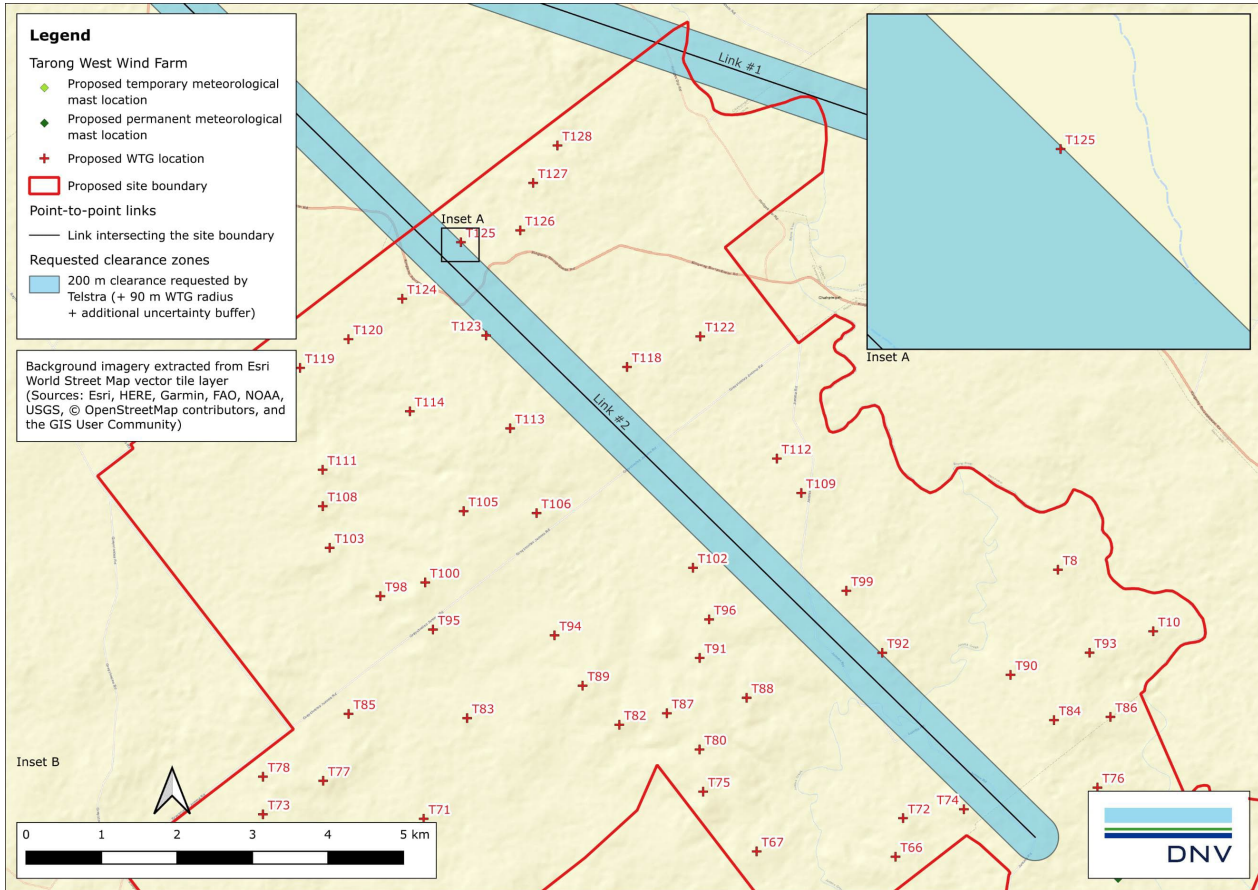 Legend
Tarong West Wind Farm
Proposed temporary meteorological
mast location
Proposed permanent meteorological
mast location
Proposed WTG location
Proposed site boundary
Point-to-point links
Link intersecting the site boundary
Requested clearance zones
200 m clearance requested by
Telstra (+ 90 m WTG radius
+ additional uncertainty buffer)
Background imagery extracted from Esri
World Street Map vector tile layer
(Sources: Esri, HERE, Garmin, FAO, NOAA,
USGS, © OpenStreetMap contributors, and
the GIS User Community)
Link #1
T125
Inset A
T128
T127
T126
Inset A
T125
T124
T123
T122
T120
T119
T118
T114
T113
Link #2
T112
T111
T109
T108
T105
T106
T103
T102
T8
T100
T99
T98
T96
T95
T94
T10
T93
T92
T91
T90
T89
T88
T87
T86
T85
T84
T83
T82
T80
Inset B
T78
T77
T76
T75
T74
T73
T72
T71
T67
T66
0 1 2 3 4 5 km
DNV